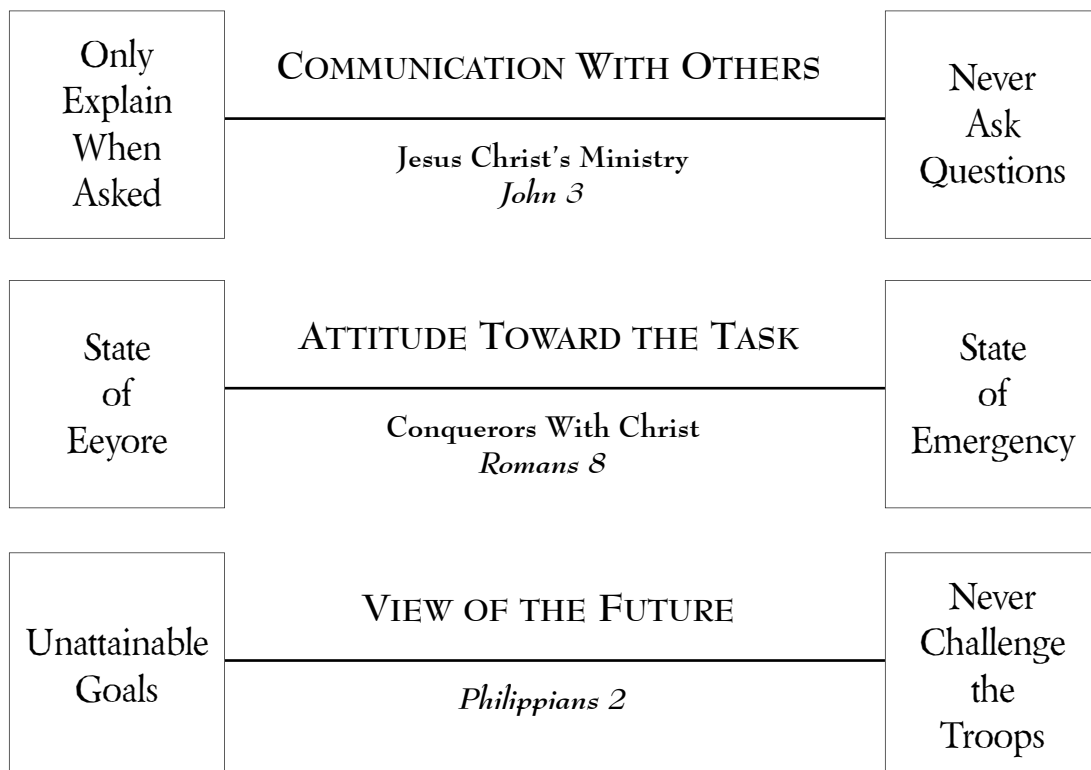 Only
Explain
When
Asked
COMMUNICATION WITH OTHERS
Jesus Christ's Ministry
John 3
Never
Ask
Questions
State
of
Eeyore
ATTITUDE TOWARD THE TASK
Conquerors With Christ
Romans 8
State
of
Emergency
Unattainable
Goals
VIEW OF THE FUTURE
Philippians 2
Never
Challenge
the
Troops